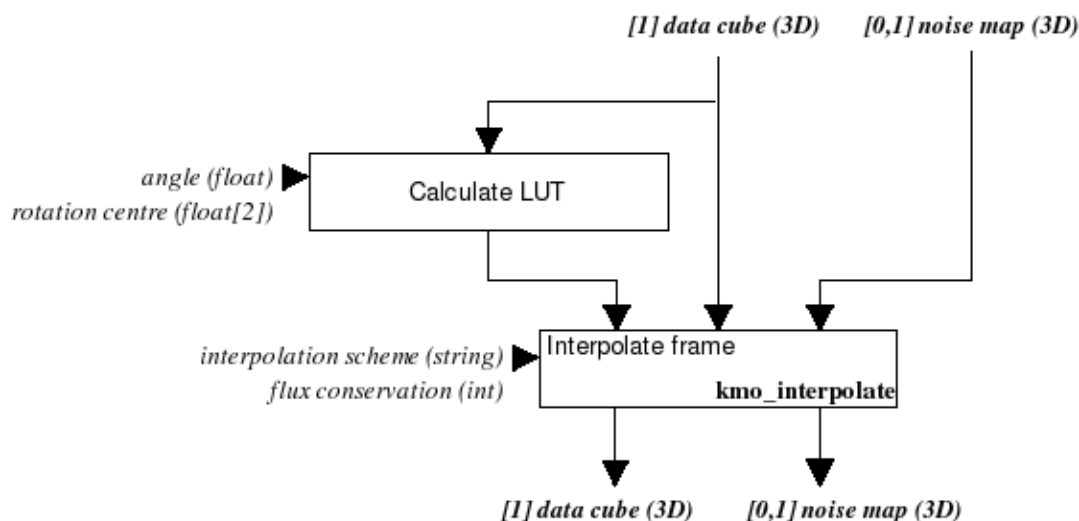 [1] data cube (3D) [0,1] noise map (3D)
angle (float)
rotation centre (float[2])
Calculate LUT
interpolation scheme (string)
flux conservation (int)
Interpolate frame
kmo_interpolate
[1] data cube (3D) [0,1] noise map (3D)